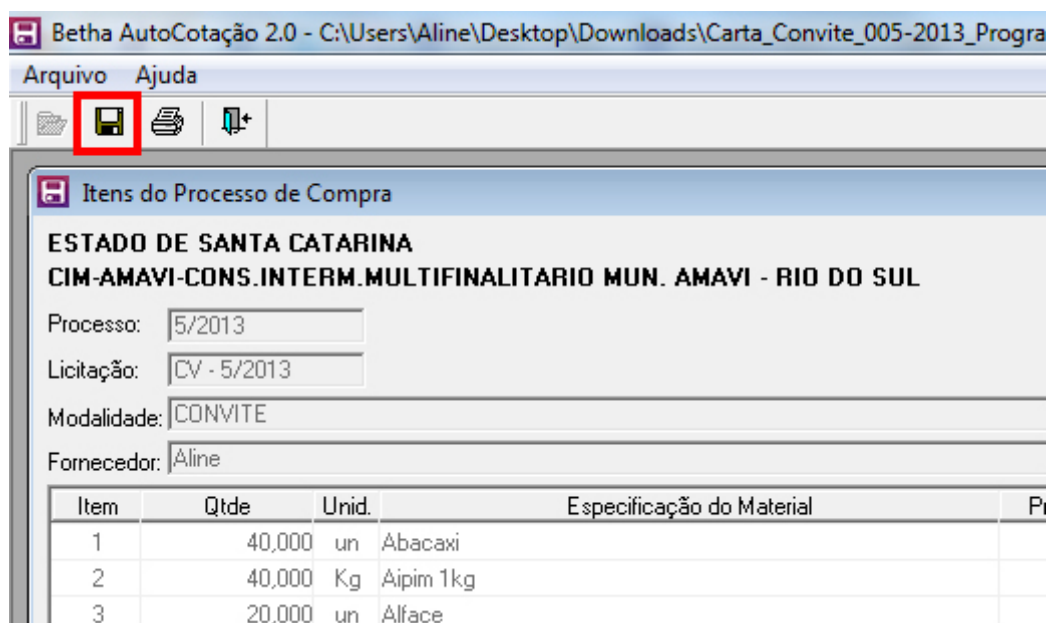 Betha AutoCotação 2.0 - C:\Users\Aline\Desktop\Downloads\Carta_Convite_005-2013_Progra
Arquivo Ajuda
Itens do Processo de Compra
ESTADO DE SANTA CATARINA
CIM-AMAVI-CONS.INTERM.MULTIFINALITARIO MUN. AMAVI - RIO DO SUL
Processo: 5/2013
Licitação: CV - 5/2013
Modalidade: CONVITE
Fornecedor: Aline
Item Qtde Unid. Especificação do Material Pr
1 40,000 un Abacaxi
2 40,000 Kg Aipim 1kg
3 20,000 un Alface